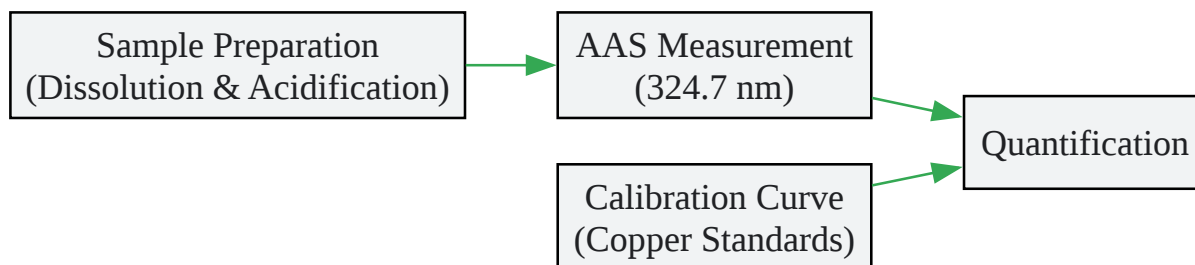 Sample Preparation
(Dissolution & Acidification)
AAS Measurement
(324.7 nm)
Calibration Curve
(Copper Standards)
Quantification